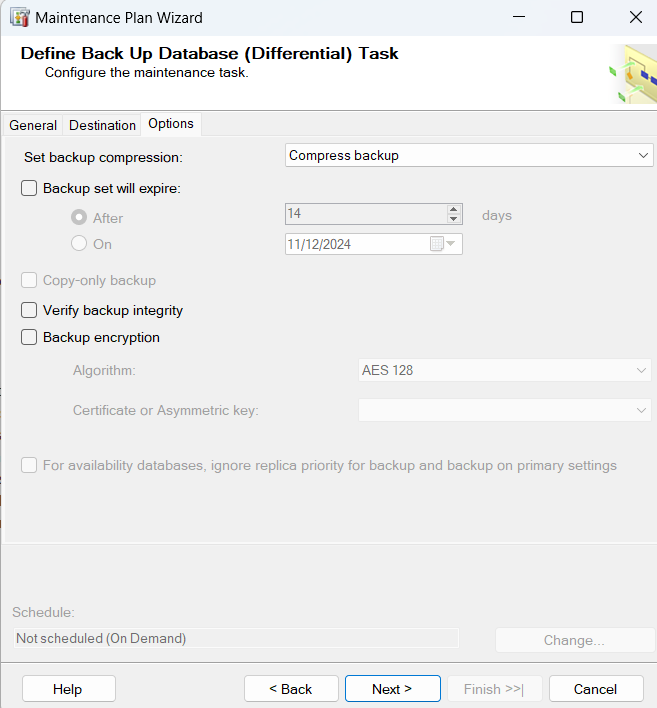 Maintenance Plan Wizard
Define Back Up Database (Differential) Task
Configure the maintenance task.
General Destination Options
Set backup compression: Compress backup
Backup set will expire:
After 14 days
On 11/12/2024
Copy-only backup
Verify backup integrity
Backup encryption
Algorithm: AES 128
Certificate or Asymmetric key:
For availability databases, ignore replica priority for backup and backup on primary settings
Schedule:
Not scheduled (On Demand) Change...
Help < Back Next > Finish >>| Cancel